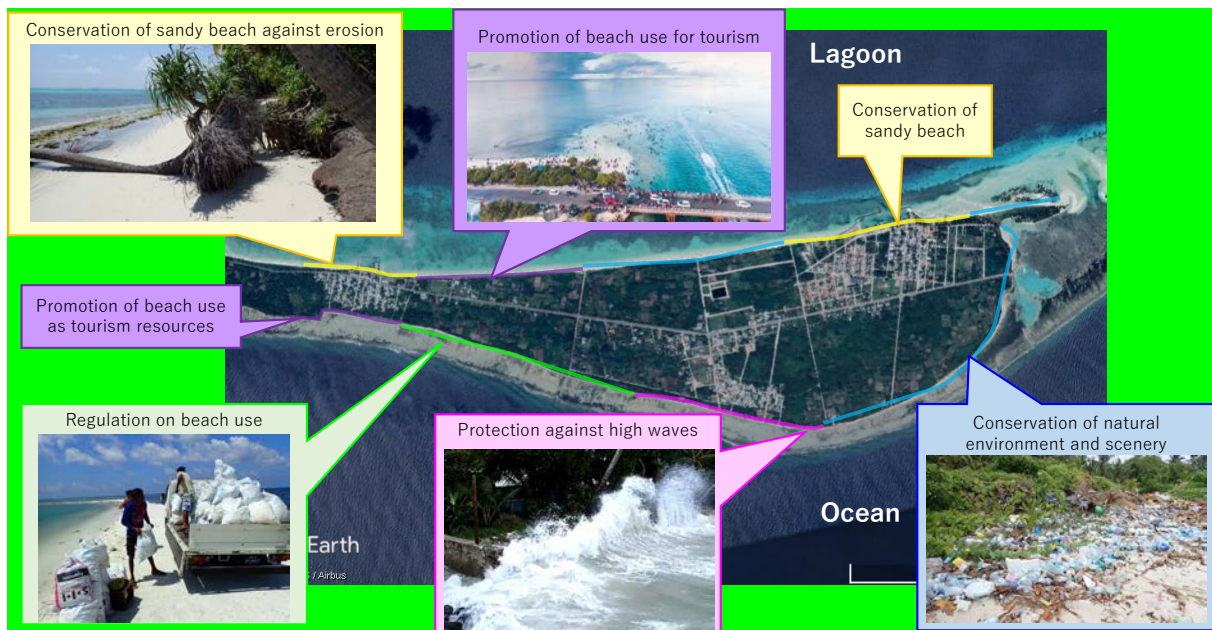 Conservation of sandy beach against erosion
Promotion of beach use for tourism
Lagoon
Conservation of
sandy beach
Promotion of beach use
as tourism resources
Regulation on beach use
Protection against high waves
Conservation of natural
environment and scenery
Ocean
Earth
/ Airbus